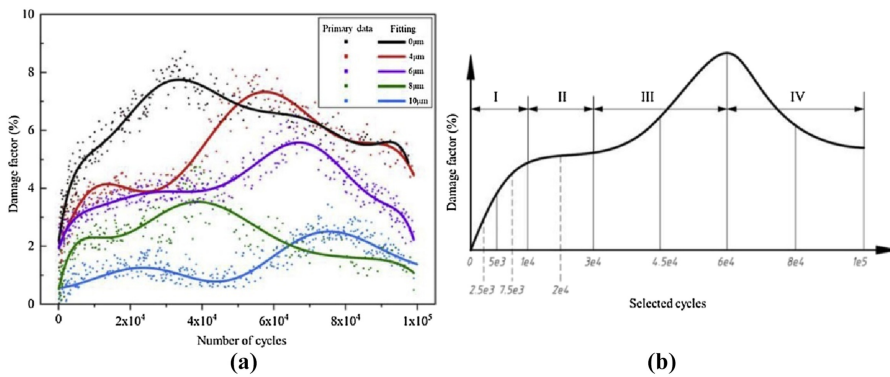 (a)
Damage factor (%)
10
8
6
4
2
0
Primary data Fitting
0μm
4μm
6μm
8μm
10μm
0 2x10⁴ 4x10⁴ 6x10⁴ 8x10⁴ 1x10⁵
Number of cycles
(a)
b)
Damage factor (%)
I II III IV
0 5e3 1e4 3e4 4.5e4 6e4 8e4 1e5
2.5e3 7.5e3 2e4
Selected cycles
(b)